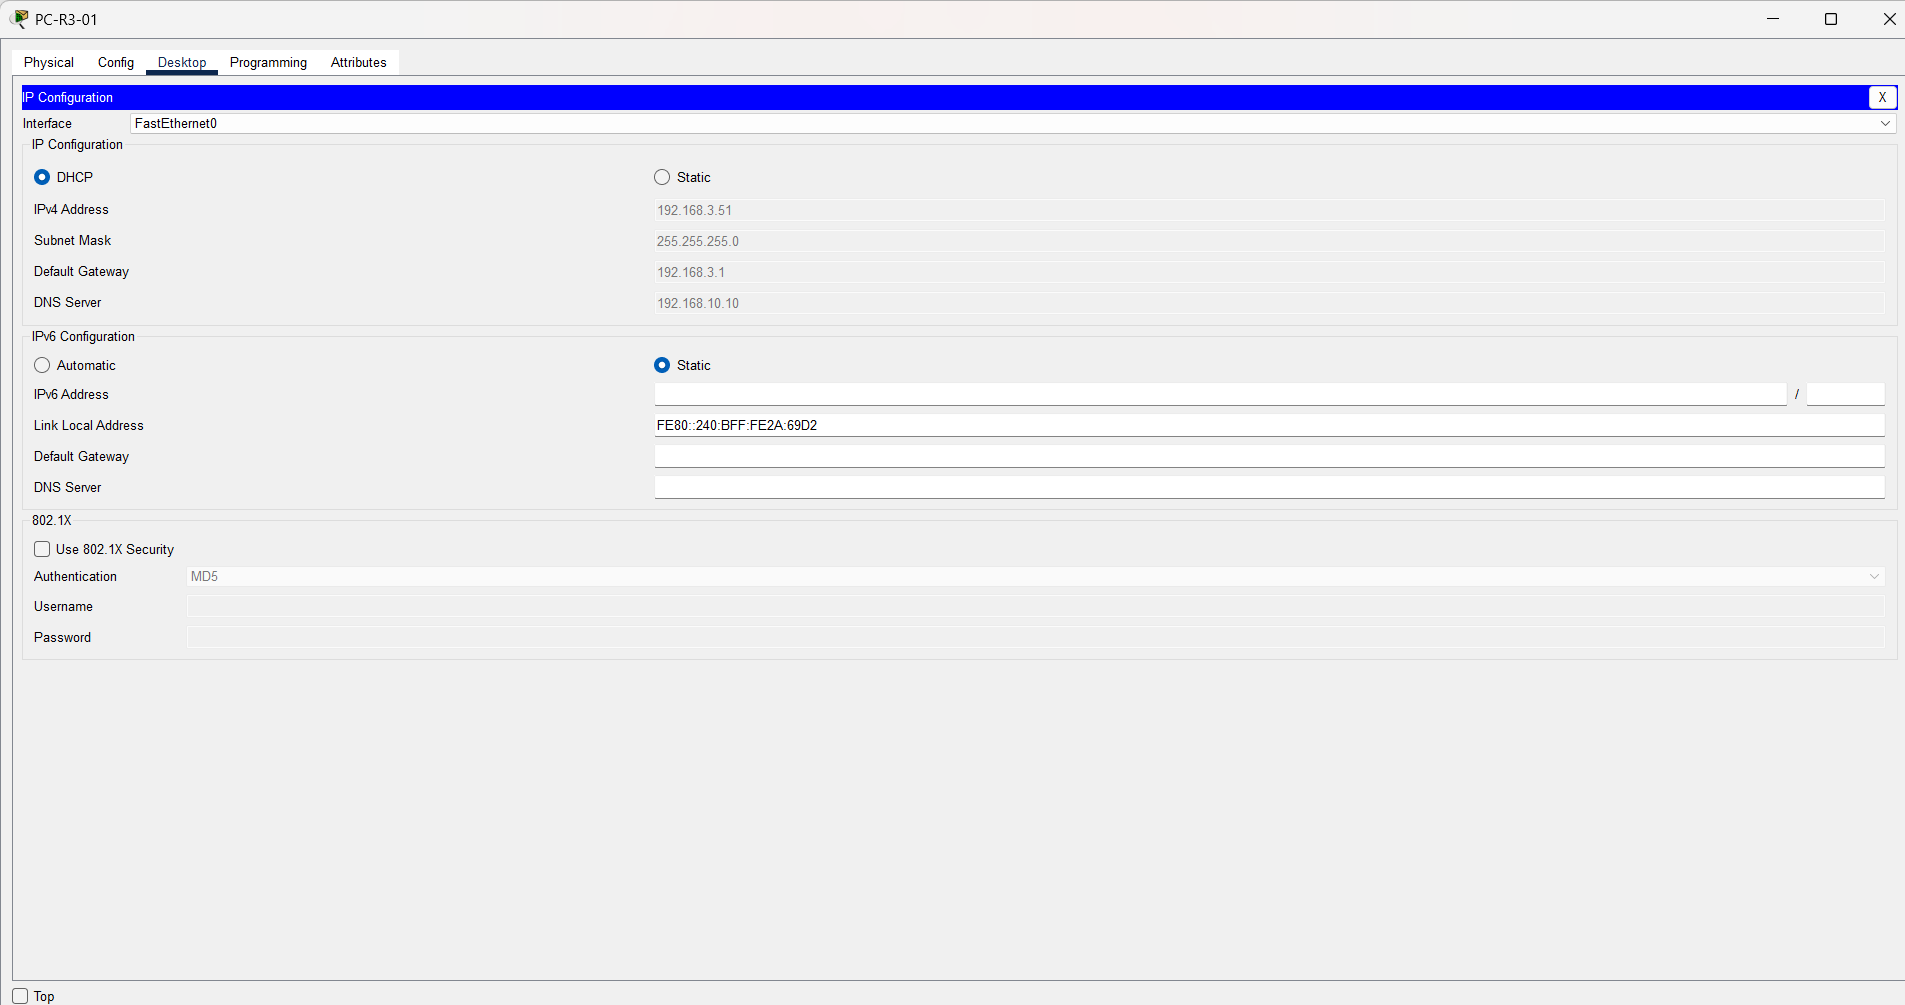 PC-R3-01
Physical Config Desktop Programming Attributes
IP Configuration X
Interface FastEthernet0
IP Configuration
DHCP Static
IPv4 Address 192.168.3.51
Subnet Mask 255.255.255.0
Default Gateway 192.168.3.1
DNS Server 192.168.10.10
IPv6 Configuration
Automatic Static
IPv6 Address /
Link Local Address FE80::240:BFF:FE2A:69D2
Default Gateway
DNS Server
802.1X
Use 802.1X Security
Authentication MD5
Username
Password
Top